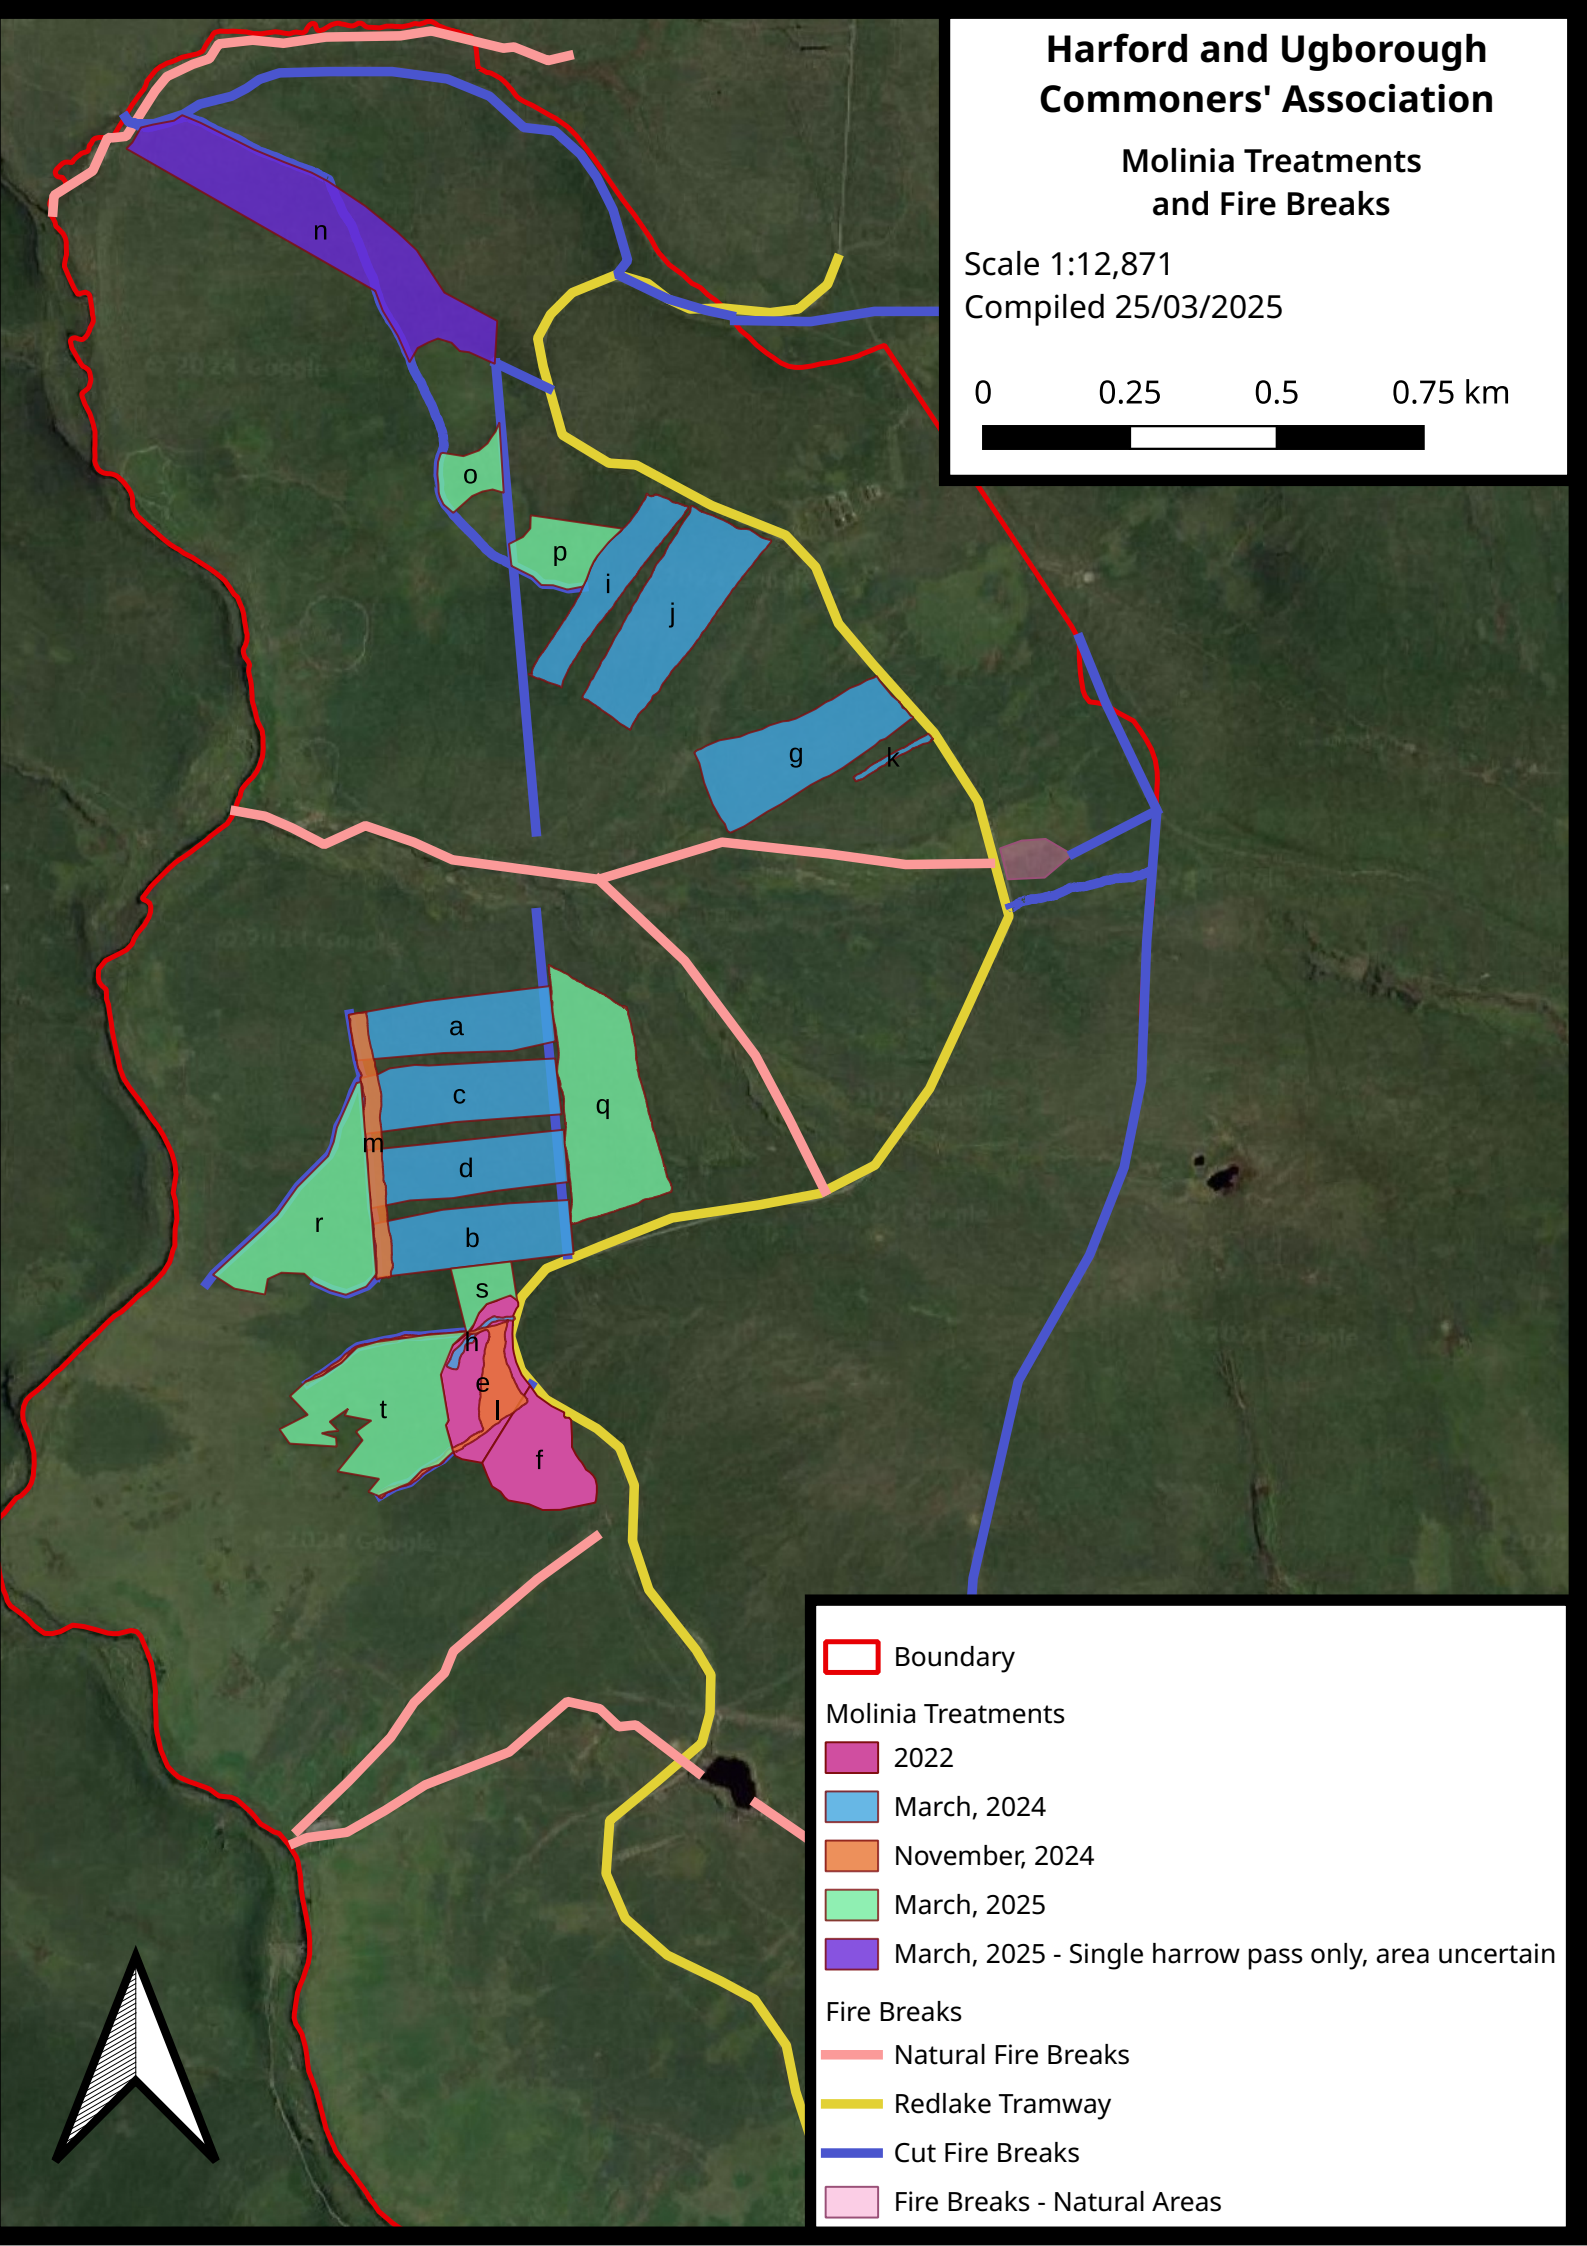 Harford and Ugborough
Commoners' Association
Molinia Treatments
and Fire Breaks
Scale 1:12,871
Compiled 25/03/2025
0 0.25 0.5 0.75 km
n
o
p
i
j
g
k
a
c
q
m
d
r
b
s
h
e
l
t
f
Boundary
Molinia Treatments
2022
March, 2024
November, 2024
March, 2025
March, 2025 - Single harrow pass only, area uncertain
Fire Breaks
Natural Fire Breaks
Redlake Tramway
Cut Fire Breaks
Fire Breaks - Natural Areas